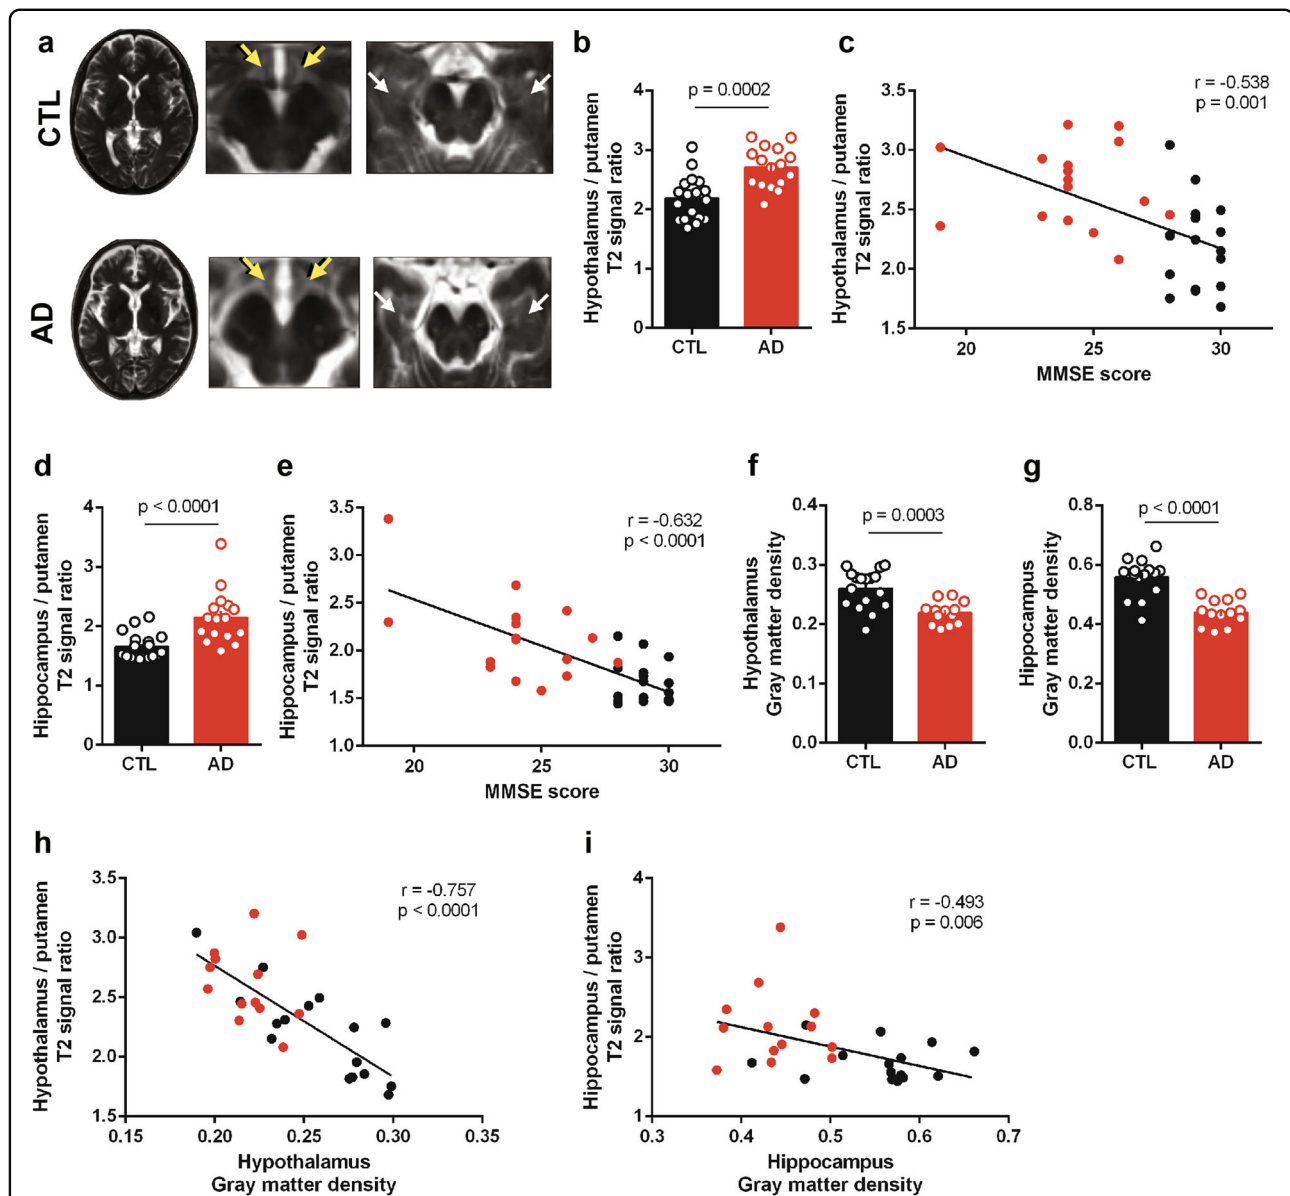 a
CTL
AD
b
p = 0.0002
Hypothalamus / putamen
T2 signal ratio
4
3
2
1
0
CTL
AD
c
r = -0.538
p = 0.001
Hypothalamus / putamen
T2 signal ratio
3.5
3.0
2.5
2.0
1.5
20
25
30
MMSE score
d
p < 0.0001
Hippocampus / putamen
T2 signal ratio
4
3
2
1
0
CTL
AD
e
r = -0.632
p < 0.0001
Hippocampus / putamen
T2 signal ratio
3.5
3.0
2.5
2.0
1.5
1.0
20
25
30
MMSE score
f
p = 0.0003
Hypothalamus
Gray matter density
0.4
0.3
0.2
0.1
0.0
CTL
AD
g
p < 0.0001
Hippocampus
Gray matter density
0.8
0.6
0.4
0.2
0.0
CTL
AD
h
r = -0.757
p < 0.0001
Hypothalamus / putamen
T2 signal ratio
3.5
3.0
2.5
2.0
1.5
0.15
0.20
0.25
0.30
0.35
Hypothalamus
Gray matter density
i
r = -0.493
p = 0.006
Hippocampus / putamen
T2 signal ratio
4
3
2
1
0.3
0.4
0.5
0.6
0.7
Hippocampus
Gray matter density